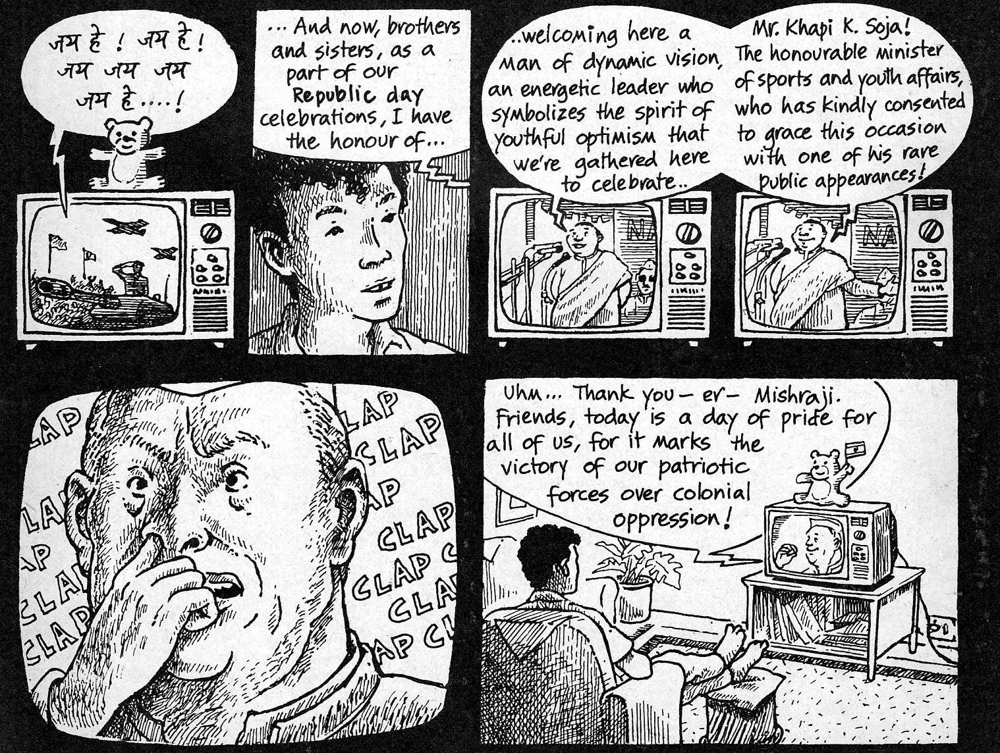 जय हे ! जय हे !
जय जय जय
जय हे ....!
... And now, brothers
and sisters, as a
part of our
Republic day
celebrations, I have
the honour of...
..welcoming here a
man of dynamic vision,
an energetic leader who
symbolizes the spirit of
youthful optimism that
we're gathered here
to celebrate..
Mr. Khapi K. Soja!
The honourable minister
of sports and youth affairs,
who has kindly consented
to grace this occasion
with one of his rare
public appearances!
NA
NA
LAP
CLAP
AP
CLAP
CLAP
LAP
CLAP
AP
CLAP
CLAP C
CLA
AP CL
Uhm... Thank you – er – Mishraji.
Friends, today is a day of pride for
all of us, for it marks the
victory of our patriotic
forces over colonial
oppression!